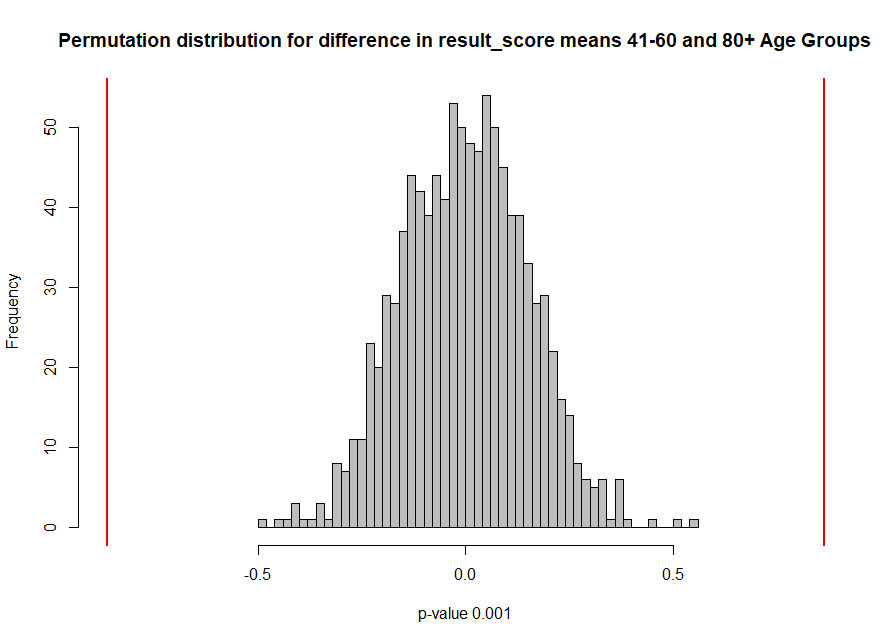 Permutation distribution for difference in result_score means 41-60 and 80+ Age Groups
Frequency
50
40
30
20
10
0
-0.5 0.0 0.5
p-value 0.001